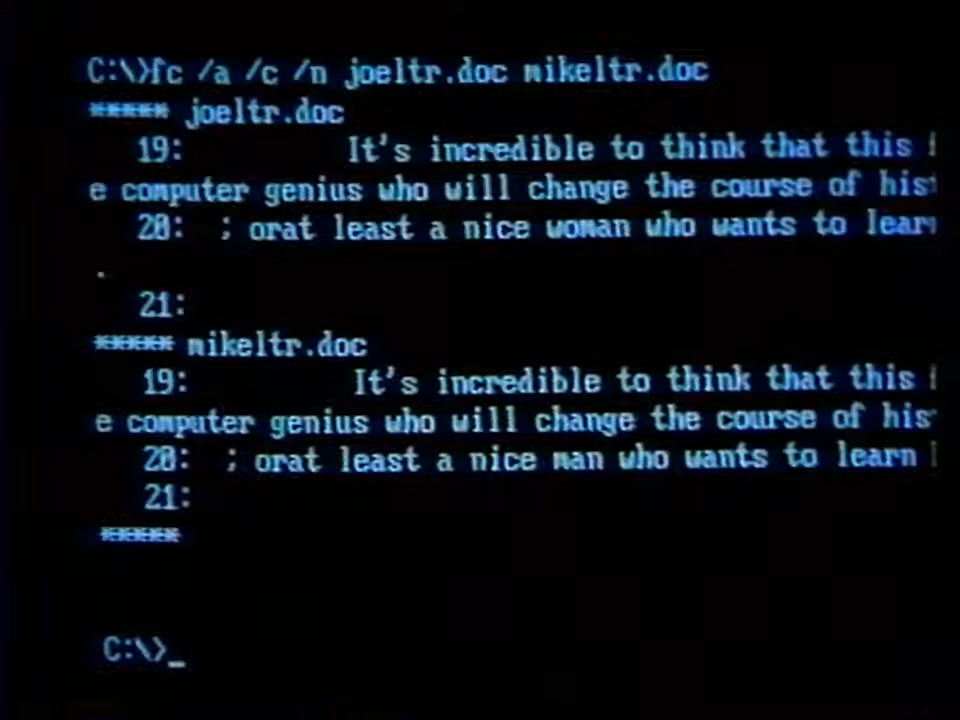 C:\>fc /a /c /n joeltr.doc mikeltr.doc
***** joeltr.doc
19: It's incredible to think that this
e computer genius who will change the course of
20: ; orat least a nice woman who wants to learn
.
21:
***** mikeltr.doc
19: It's incredible to think that this
e computer genius who will change the course of
20: ; orat least a nice man who wants to learn
21:
*****
C:\>_